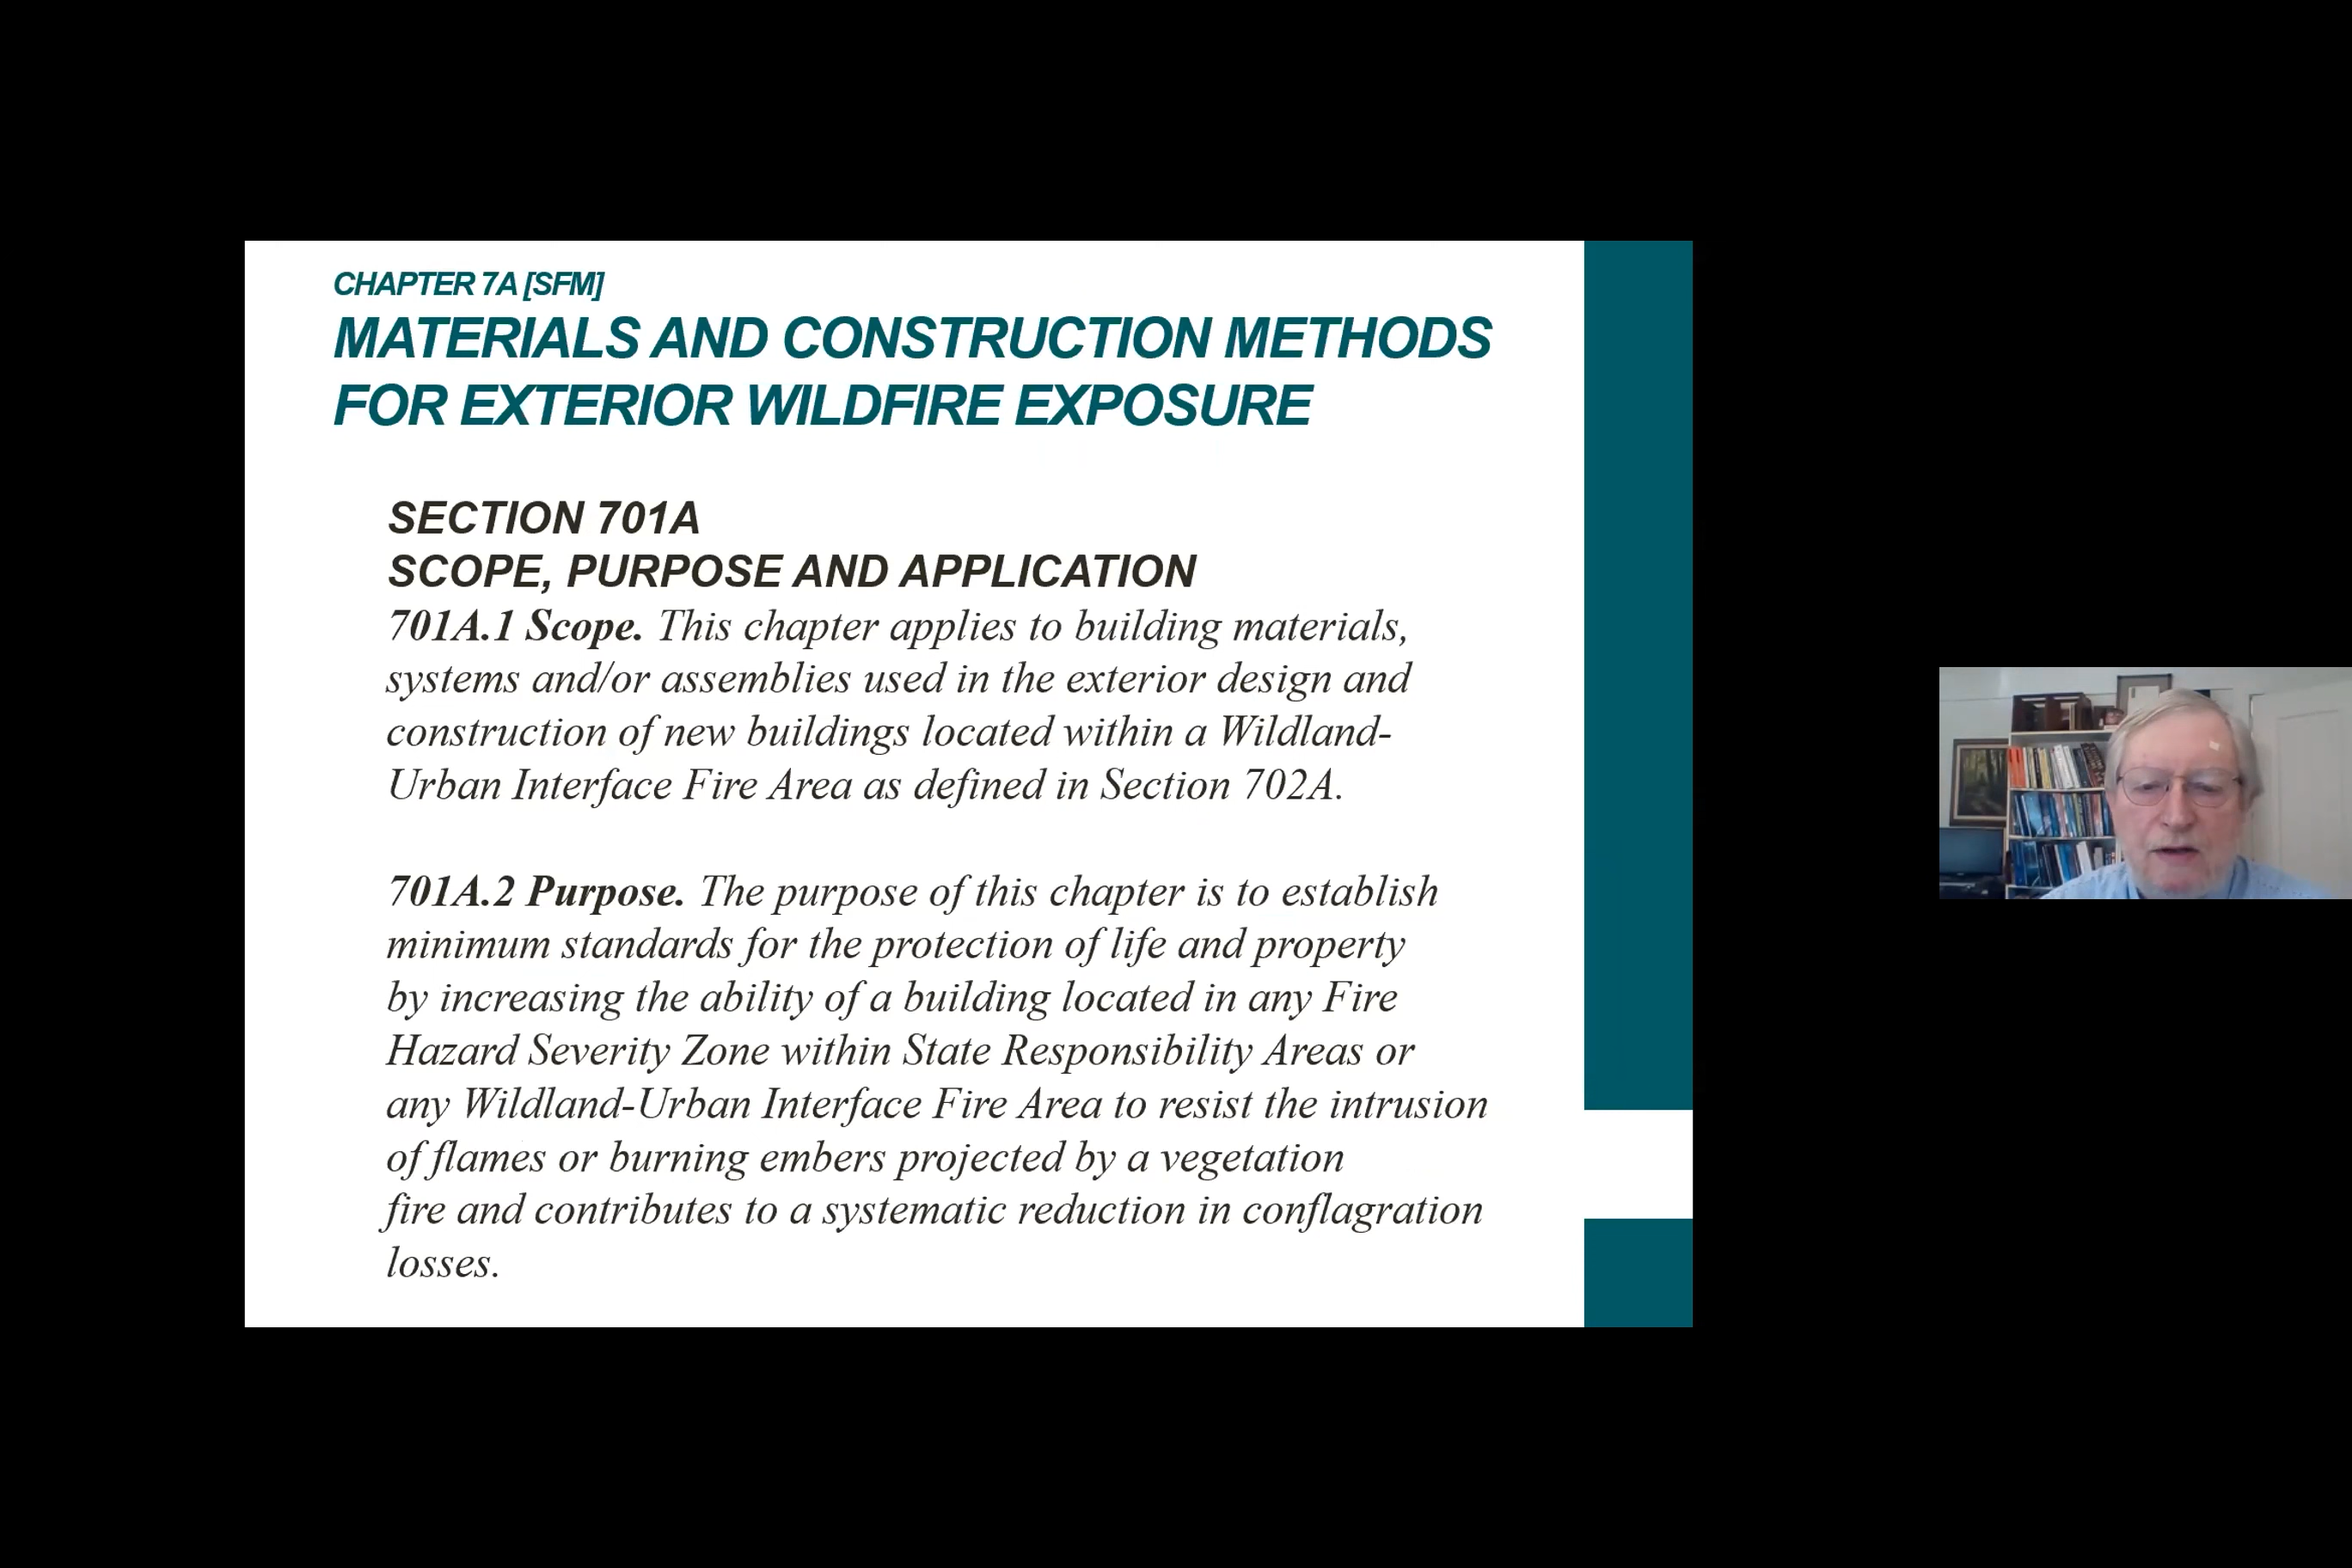 CHAPTER 7A [SFM]
MATERIALS AND CONSTRUCTION METHODS
FOR EXTERIOR WILDFIRE EXPOSURE
SECTION 701A
SCOPE, PURPOSE AND APPLICATION
701A.1 Scope. This chapter applies to building materials,
systems and/or assemblies used in the exterior design and
construction of new buildings located within a Wildland-
Urban Interface Fire Area as defined in Section 702A.
701A.2 Purpose. The purpose of this chapter is to establish
minimum standards for the protection of life and property
by increasing the ability of a building located in any Fire
Hazard Severity Zone within State Responsibility Areas or
any Wildland-Urban Interface Fire Area to resist the intrusion
of flames or burning embers projected by a vegetation
fire and contributes to a systematic reduction in conflagration
losses.